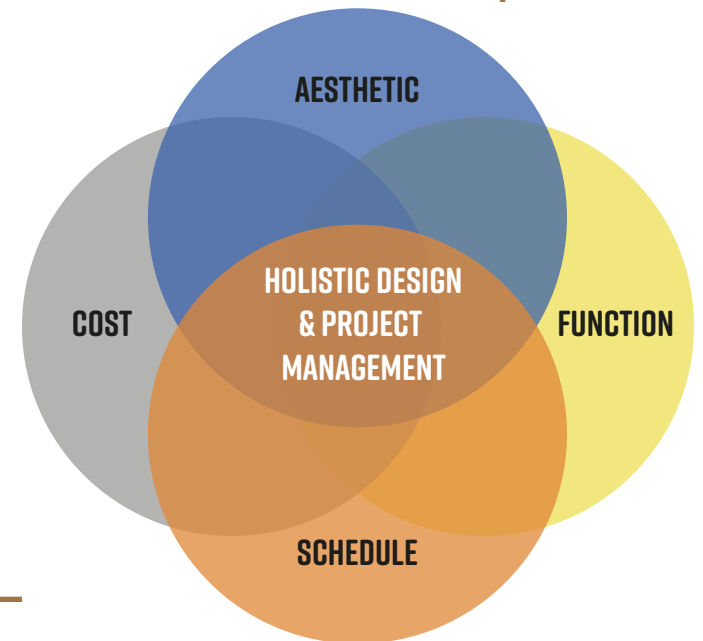 AESTHETIC
COST
HOLISTIC DESIGN
& PROJECT
MANAGEMENT
FUNCTION
SCHEDULE